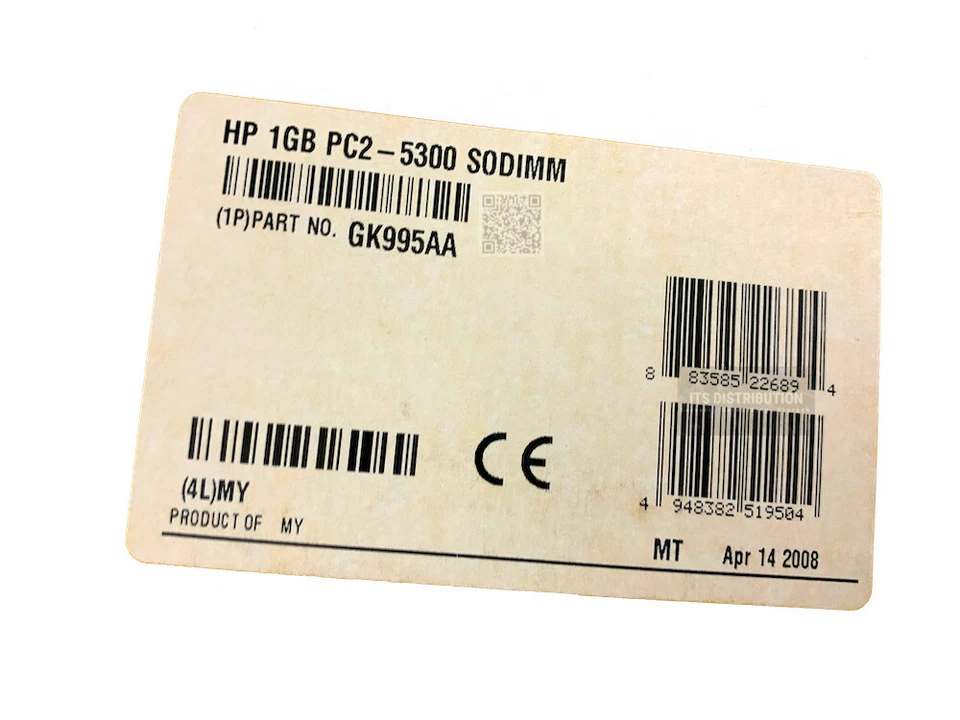 HP 1GB PC2-5300 SODIMM
(1P)PART NO. GK995AA
8 83585 22689 4
ITS DISTRIBUTION
4 948382 519504
(4L)MY
PRODUCT OF MY
MT Apr 14 2008